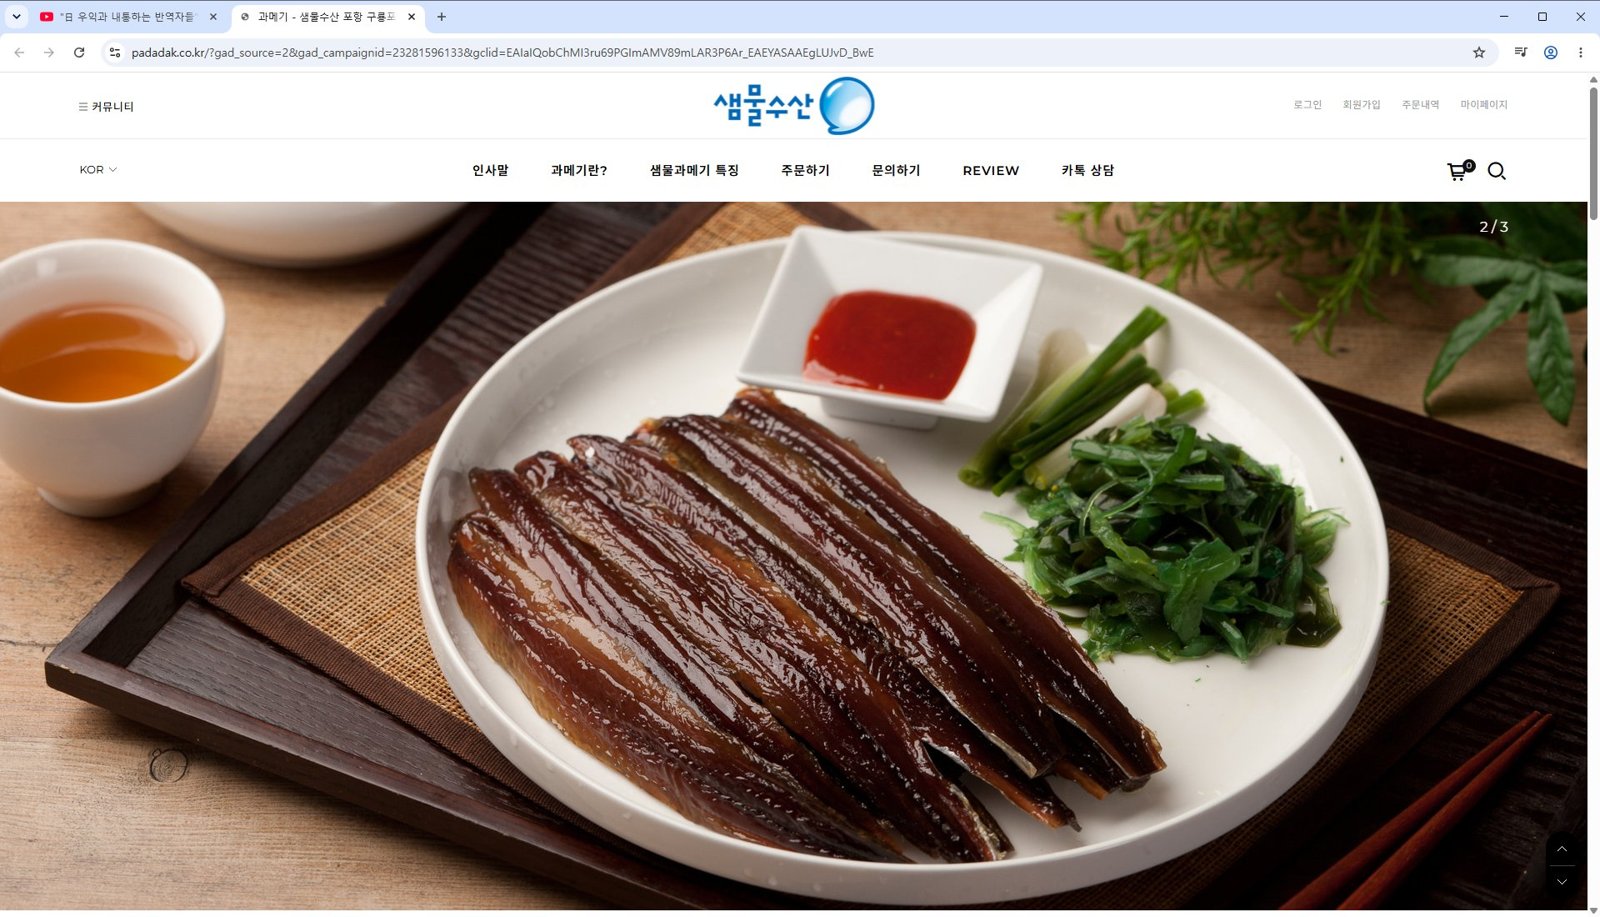 "日 우익과 내통하는 반역자들"
과메기 - 샘물수산 포항 구룡포
padadak.co.kr/?gad_source=2&gad_campaignid=23281596133&gclid=EAIaIQobChMI3ru69PGImAMV89mLAR3P6Ar_EAEYASAAEgLUJvD_BwE
커뮤니티
샘물수산
로그인 회원가입 주문내역 마이페이지
KOR
인사말 과메기란? 샘물과메기 특징 주문하기 문의하기 REVIEW 카톡 상담
0
2 / 3